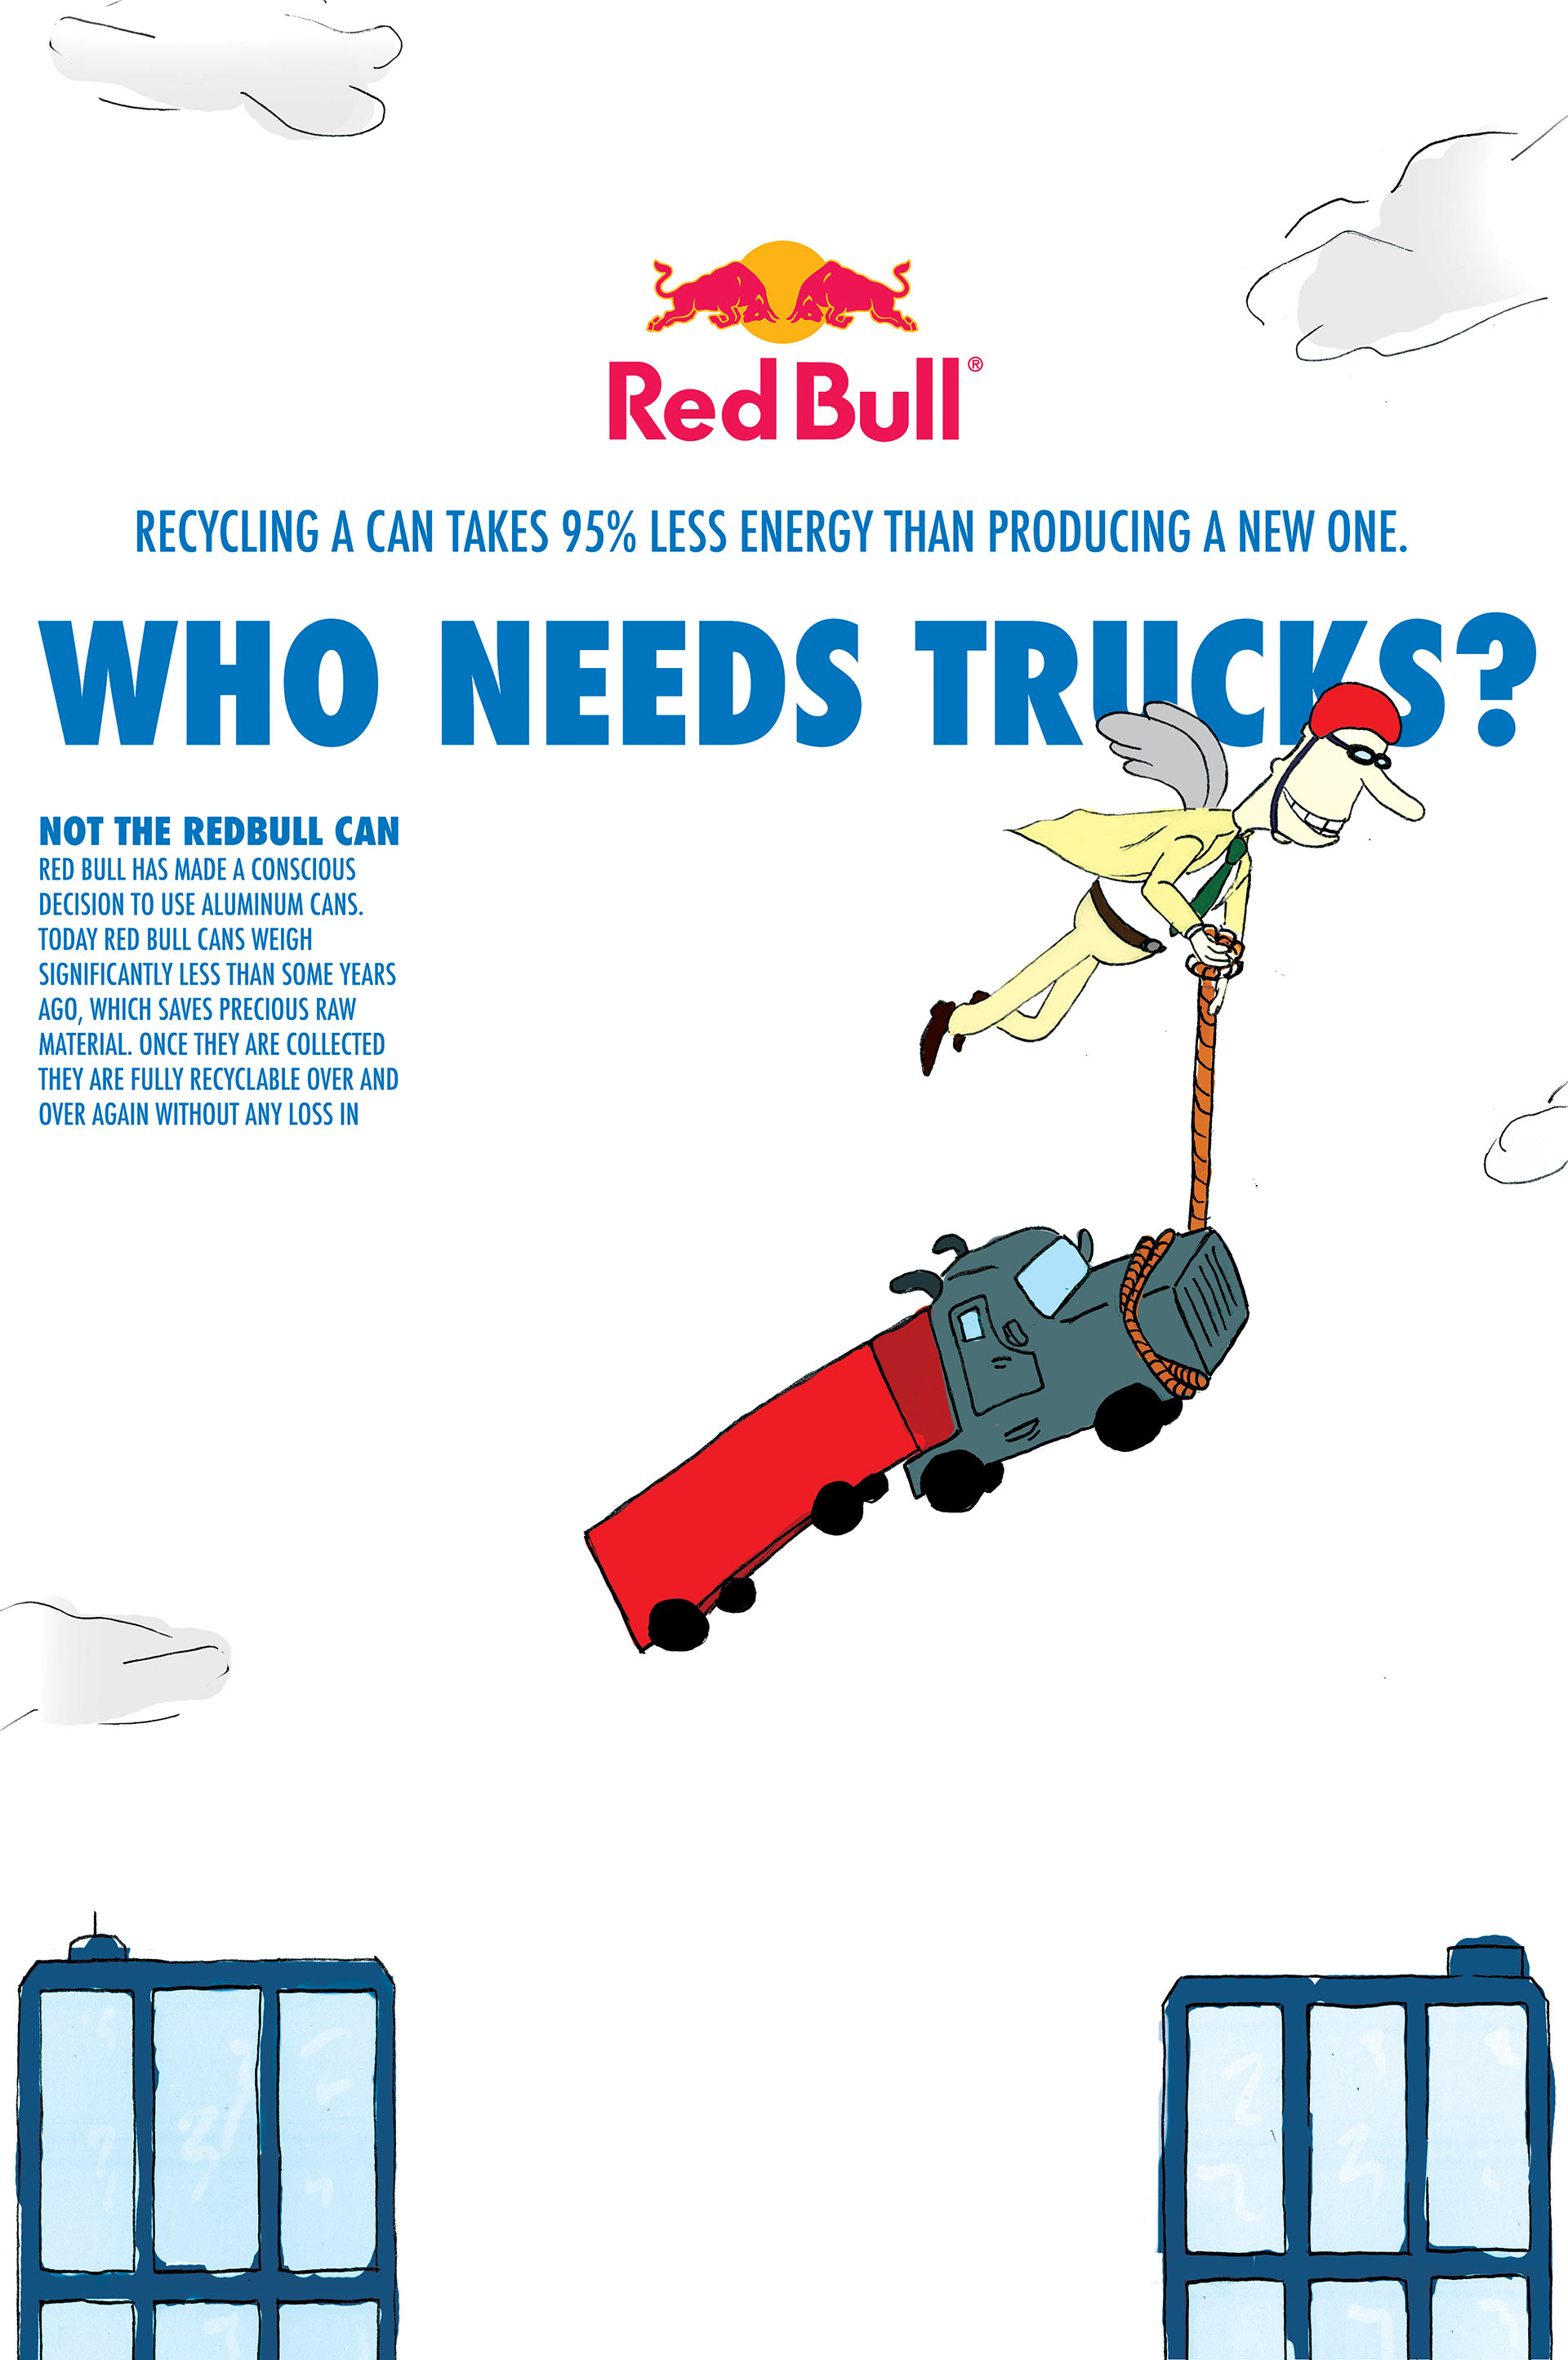 Red Bull®
RECYCLING A CAN TAKES 95% LESS ENERGY THAN PRODUCING A NEW ONE.
WHO NEEDS TRUCKS?
NOT THE REDBULL CAN
RED BULL HAS MADE A CONSCIOUS
DECISION TO USE ALUMINUM CANS.
TODAY RED BULL CANS WEIGH
SIGNIFICANTLY LESS THAN SOME YEARS
AGO, WHICH SAVES PRECIOUS RAW
MATERIAL. ONCE THEY ARE COLLECTED
THEY ARE FULLY RECYCLABLE OVER AND
OVER AGAIN WITHOUT ANY LOSS IN